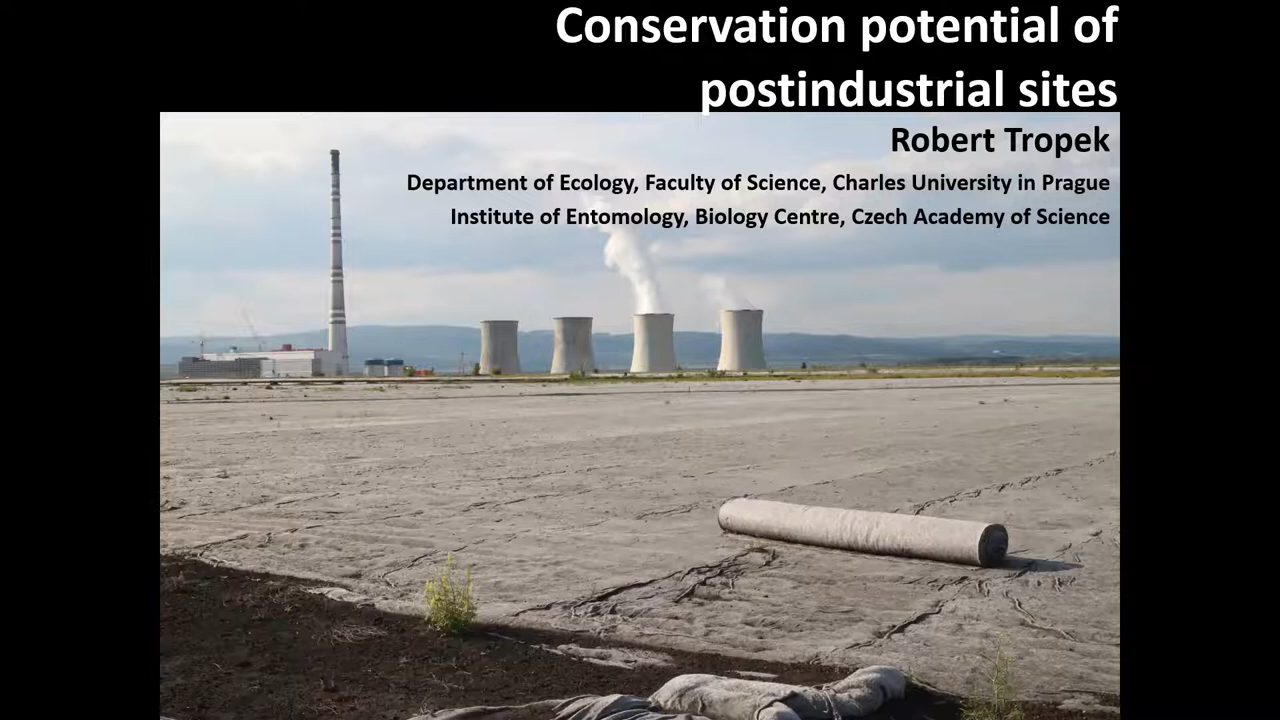 Conservation potential of
postindustrial sites
Robert Tropek
Department of Ecology, Faculty of Science, Charles University in Prague
Institute of Entomology, Biology Centre, Czech Academy of Science